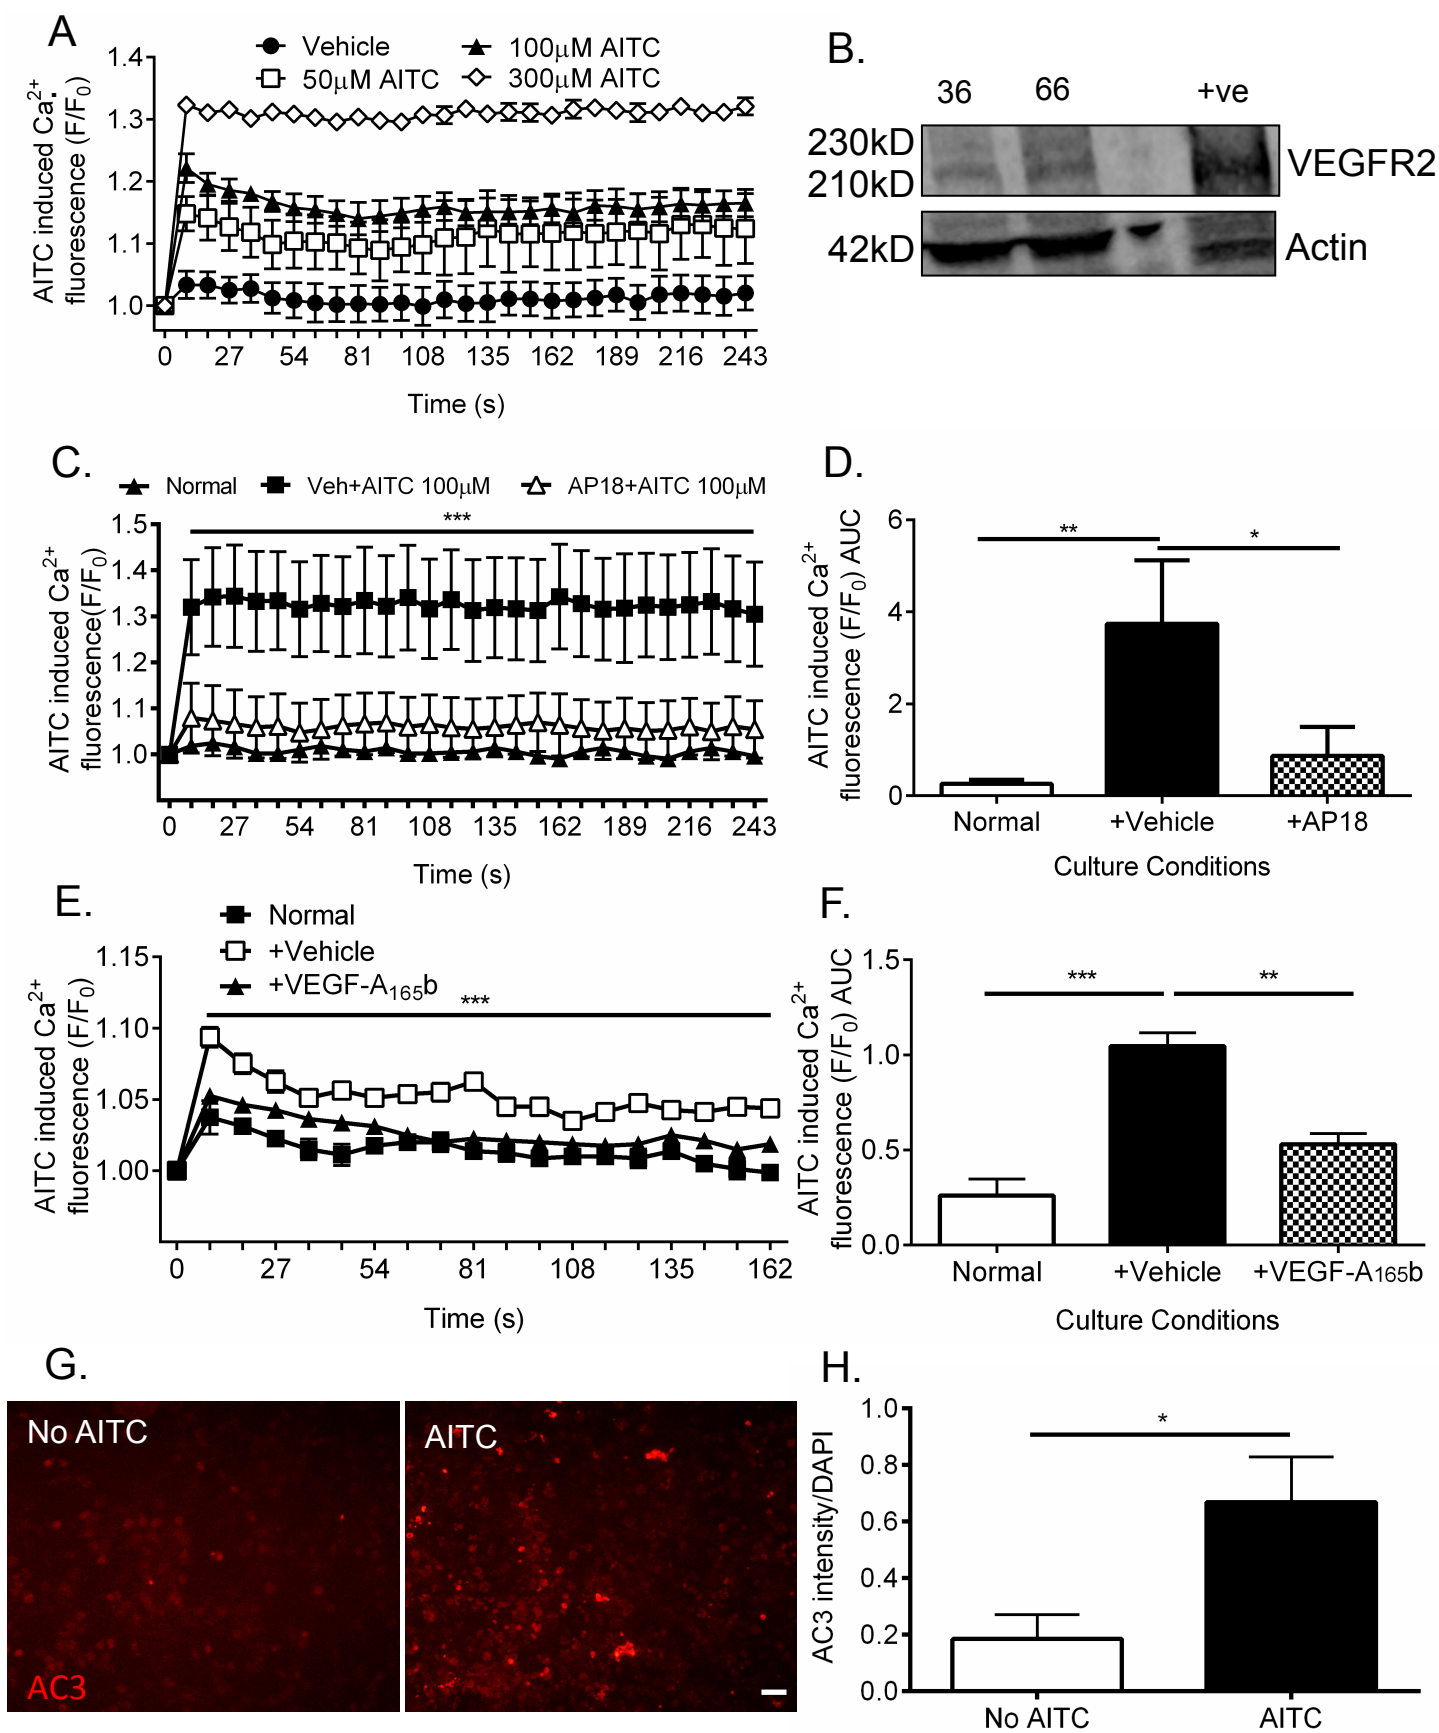 A
Vehicle
100μM AITC
50μM AITC
300μM AITC
AITC induced Ca2+
fluorescence (F/F0)
1.4
1.3
1.2
1.1
1.0
0 27 54 81 108 135 162 189 216 243
Time (s)
B.
36 66 +ve
230kD
210kD
VEGFR2
42kD
Actin
C.
Normal
Veh+AITC 100μM
AP18+AITC 100μM
***
AITC induced Ca2+
fluorescence(F/F0)
1.5
1.4
1.3
1.2
1.1
1.0
0 27 54 81 108 135 162 189 216 243
Time (s)
D.
AITC induced Ca2+
fluorescence (F/F0) AUC
6
4
2
0
**
*
Normal +Vehicle +AP18
Culture Conditions
E.
Normal
+Vehicle
+VEGF-A165b
***
AITC induced Ca2+
fluorescence (F/F0)
1.15
1.10
1.05
1.00
0 27 54 81 108 135 162
Time (s)
F.
AITC induced Ca2+
fluorescence (F/F0) AUC
1.5
1.0
0.5
0.0
***
**
Normal +Vehicle +VEGF-A165b
Culture Conditions
G.
No AITC
AITC
AC3
H.
AC3 intensity/DAPI
1.0
0.8
0.6
0.4
0.2
0.0
*
No AITC AITC